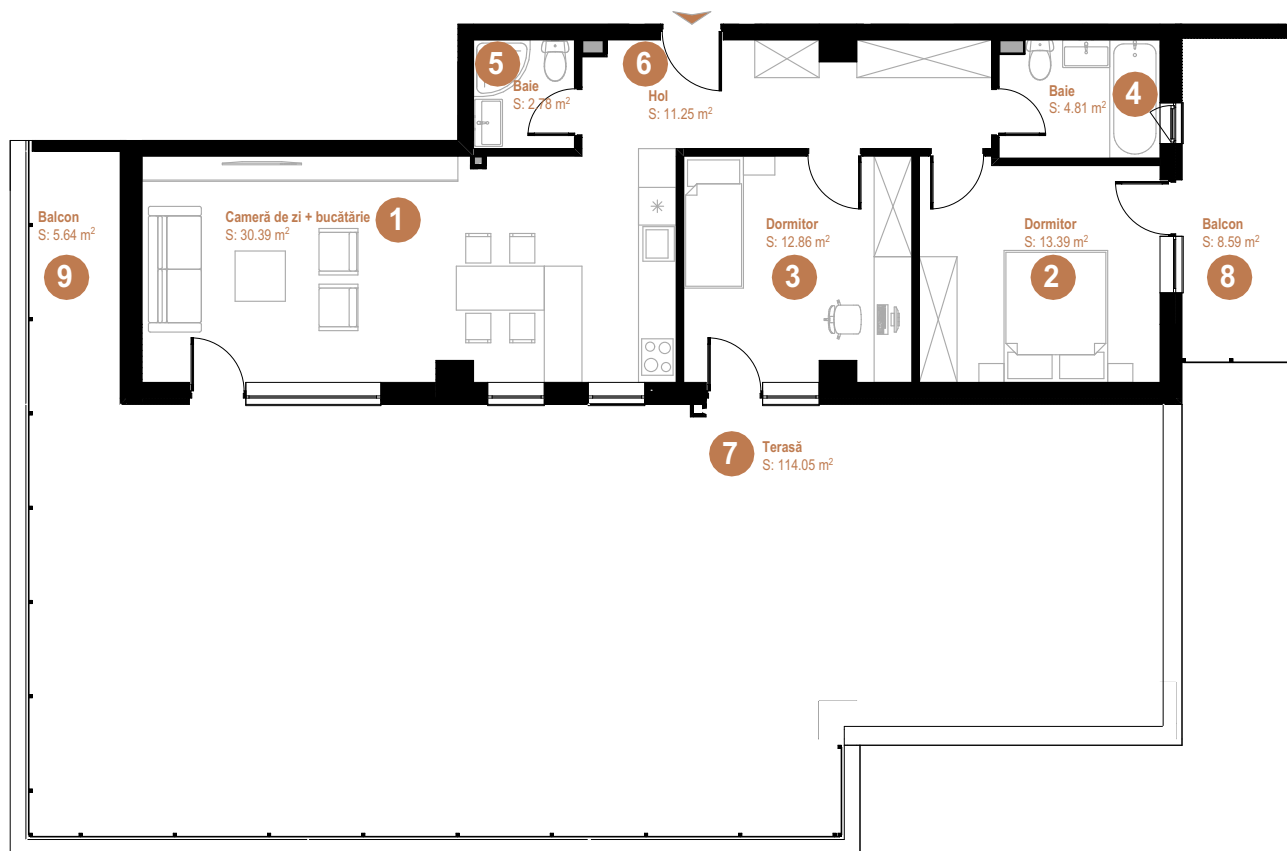 5
Baie
S: 2.78 m²
6
Hol
S: 11.25 m²
Baie
S: 4.81 m²
4
Balcon
S: 5.64 m²
9
Cameră de zi + bucătărie
S: 30.39 m²
1
Dormitor
S: 12.86 m²
3
Dormitor
S: 13.39 m²
2
Balcon
S: 8.59 m²
8
7
Terasă
S: 114.05 m²